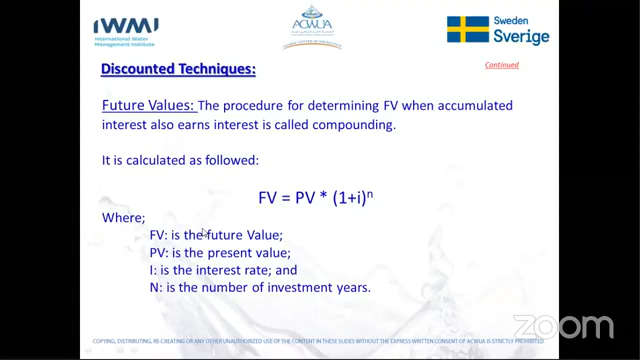 IWMI
International Water
Management Institute
ACWUA
Sweden
Sverige
Discounted Techniques:
Continued
Future Values: The procedure for determining FV when accumulated
interest also earns interest is called compounding.
It is calculated as followed:
FV = PV * (1+i)ⁿ
Where;
FV: is the future Value;
PV: is the present value;
I: is the interest rate; and
N: is the number of investment years.
zoom
COPYING, DISTRIBUTING, RE-CREATING OR ANY OTHER UNAUTHORIZED USE OF THE CONTENT IN THESE SLIDES WITHOUT THE EXPRESS WRITTEN CONSENT OF ACWUA IS STRICTLY PROHIBITED